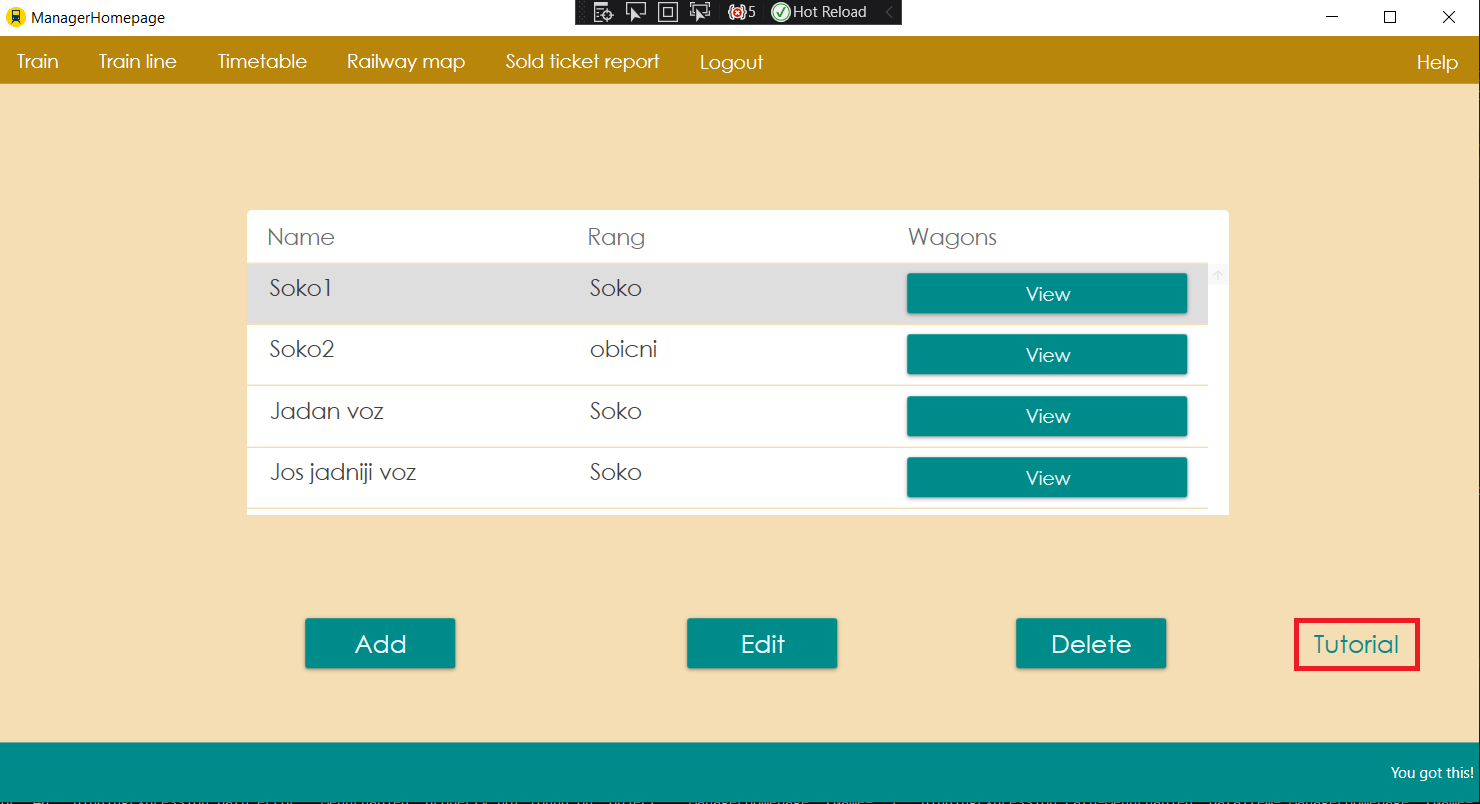 ManagerHomepage
5 Hot Reload
Train Train line Timetable Railway map Sold ticket report Logout Help
Name Rang Wagons
Soko1 Soko View
Soko2 obicni View
Jadan voz Soko View
Jos jadniji voz Soko View
Add Edit Delete Tutorial
You got this!